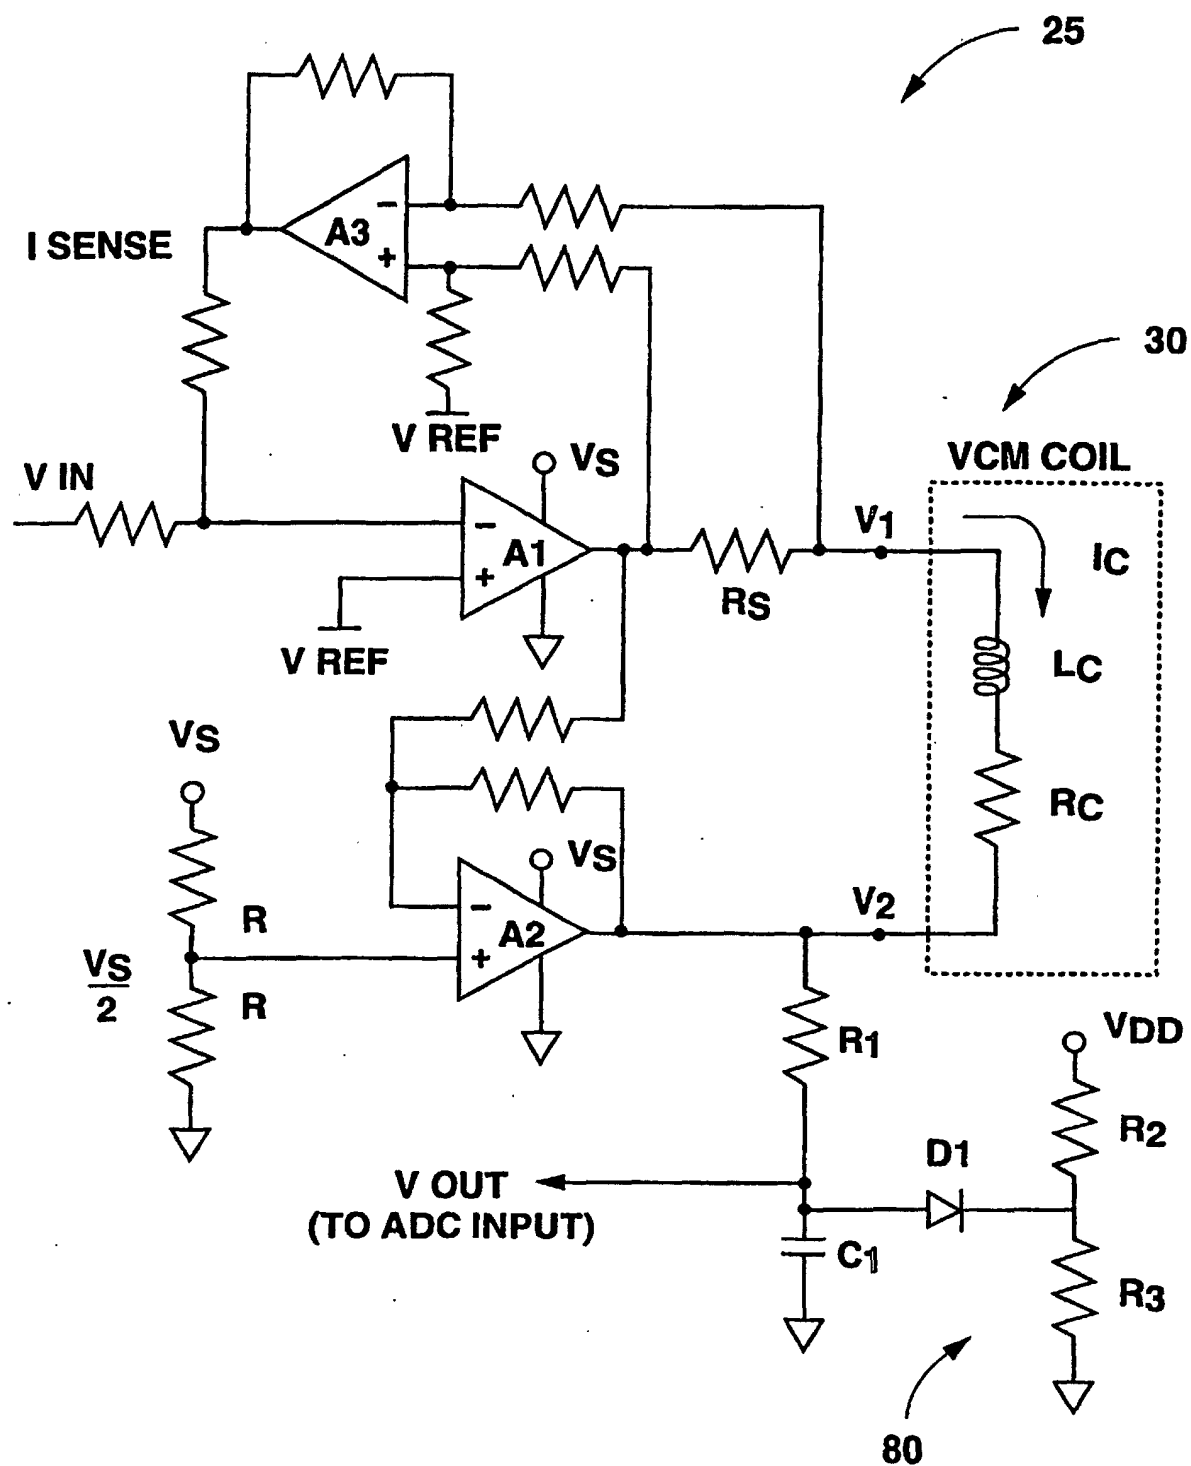 25
A3
−
+
I SENSE
30
V REF
V IN
VS
VCM COIL
V1
IC
−
A1
+
RS
V REF
LC
VS
RC
VS
V2
R
−
A2
+
VS
2
R
R1
VDD
R2
D1
V OUT
(TO ADC INPUT)
C1
R3
80